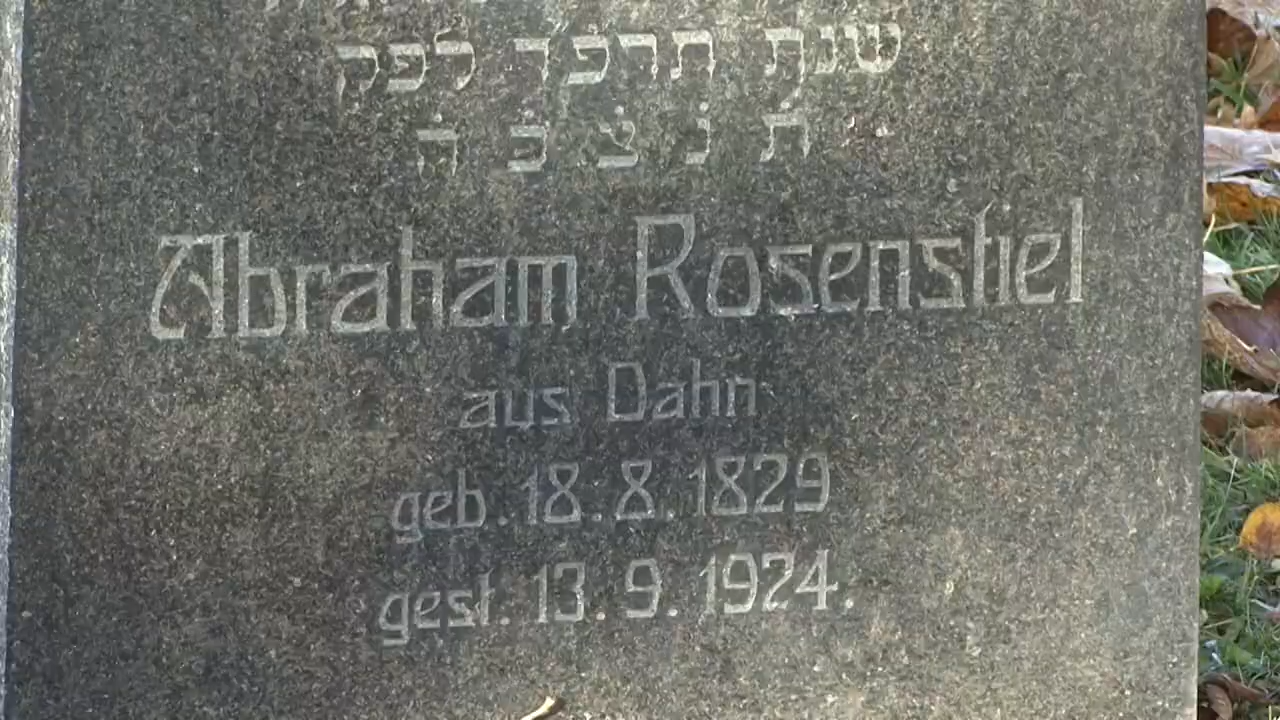 שנת תרפד לפק
ת נׄ צׄ בׄ הׄ
Abraham Rosenstiel
aus Dahn
geb. 18. 8. 1829
gest. 13. 9. 1924.